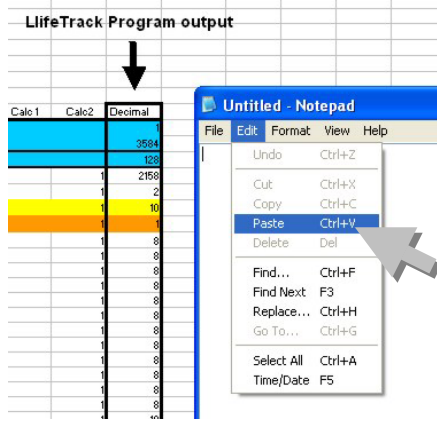 LlifeTrack Program output
Calc1 Calc2 Decimal
1
3584
128
1 2158
1 2
1 10
1 1
1 8
1 8
1 8
1 8
1 8
1 8
1 8
1 8
1 8
1 8
1 8
1 10
Untitled - Notepad
File Edit Format View Help
Undo Ctrl+Z
Cut Ctrl+X
Copy Ctrl+C
Paste Ctrl+V
Delete Del
Find... Ctrl+F
Find Next F3
Replace... Ctrl+H
Go To... Ctrl+G
Select All Ctrl+A
Time/Date F5